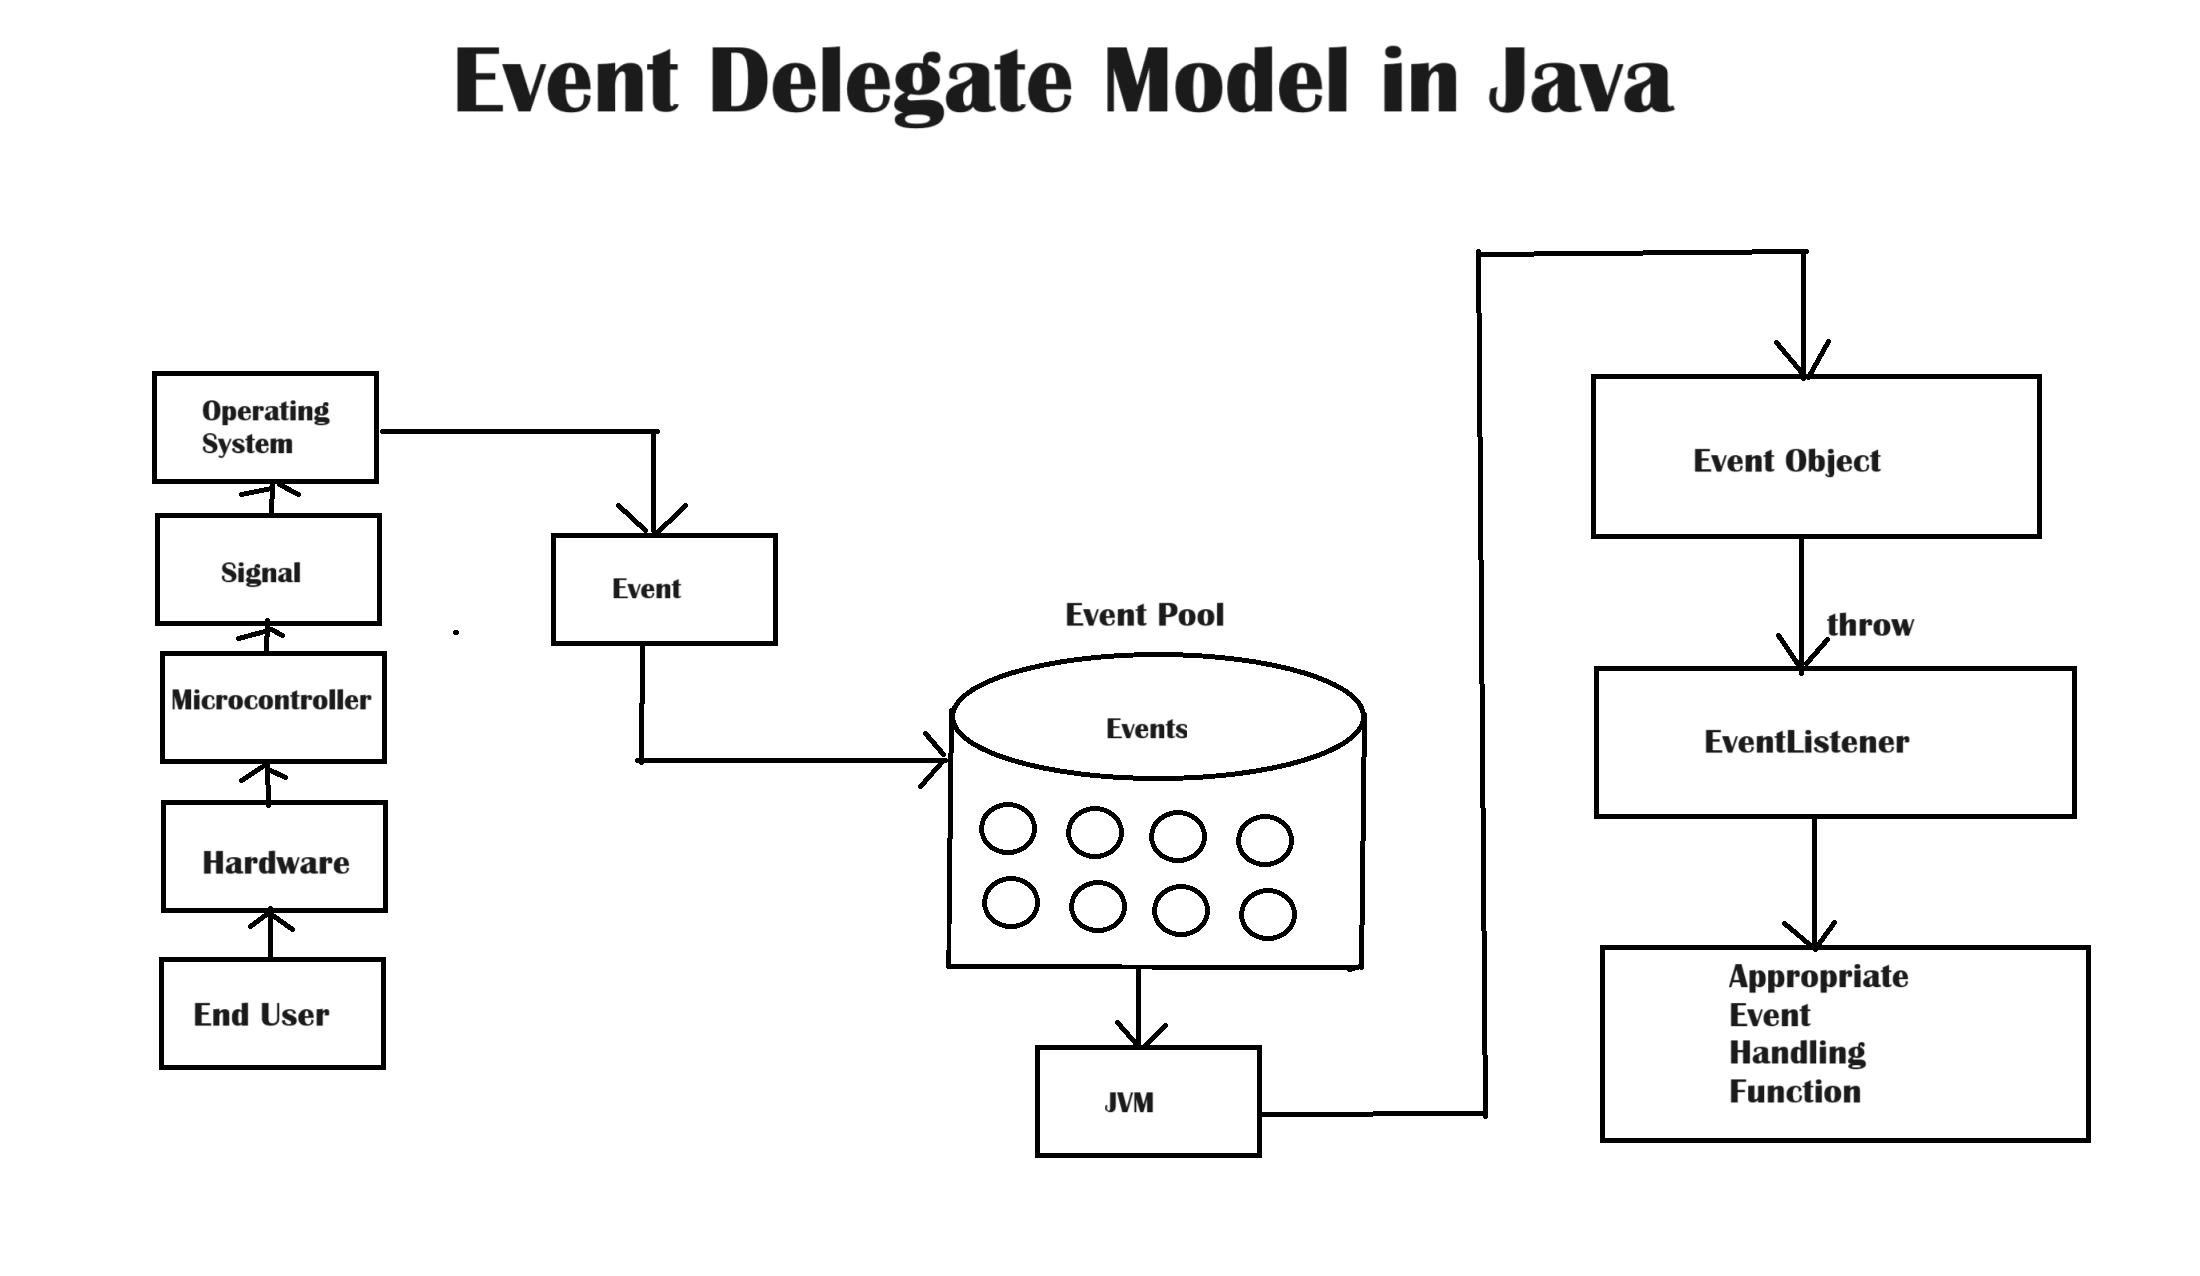 Event Delegate Model in Java
Operating
System
Signal
Microcontroller
Hardware
End User
Event
Event Pool
Events
JVM
Event Object
throw
EventListener
Appropriate
Event
Handling
Function